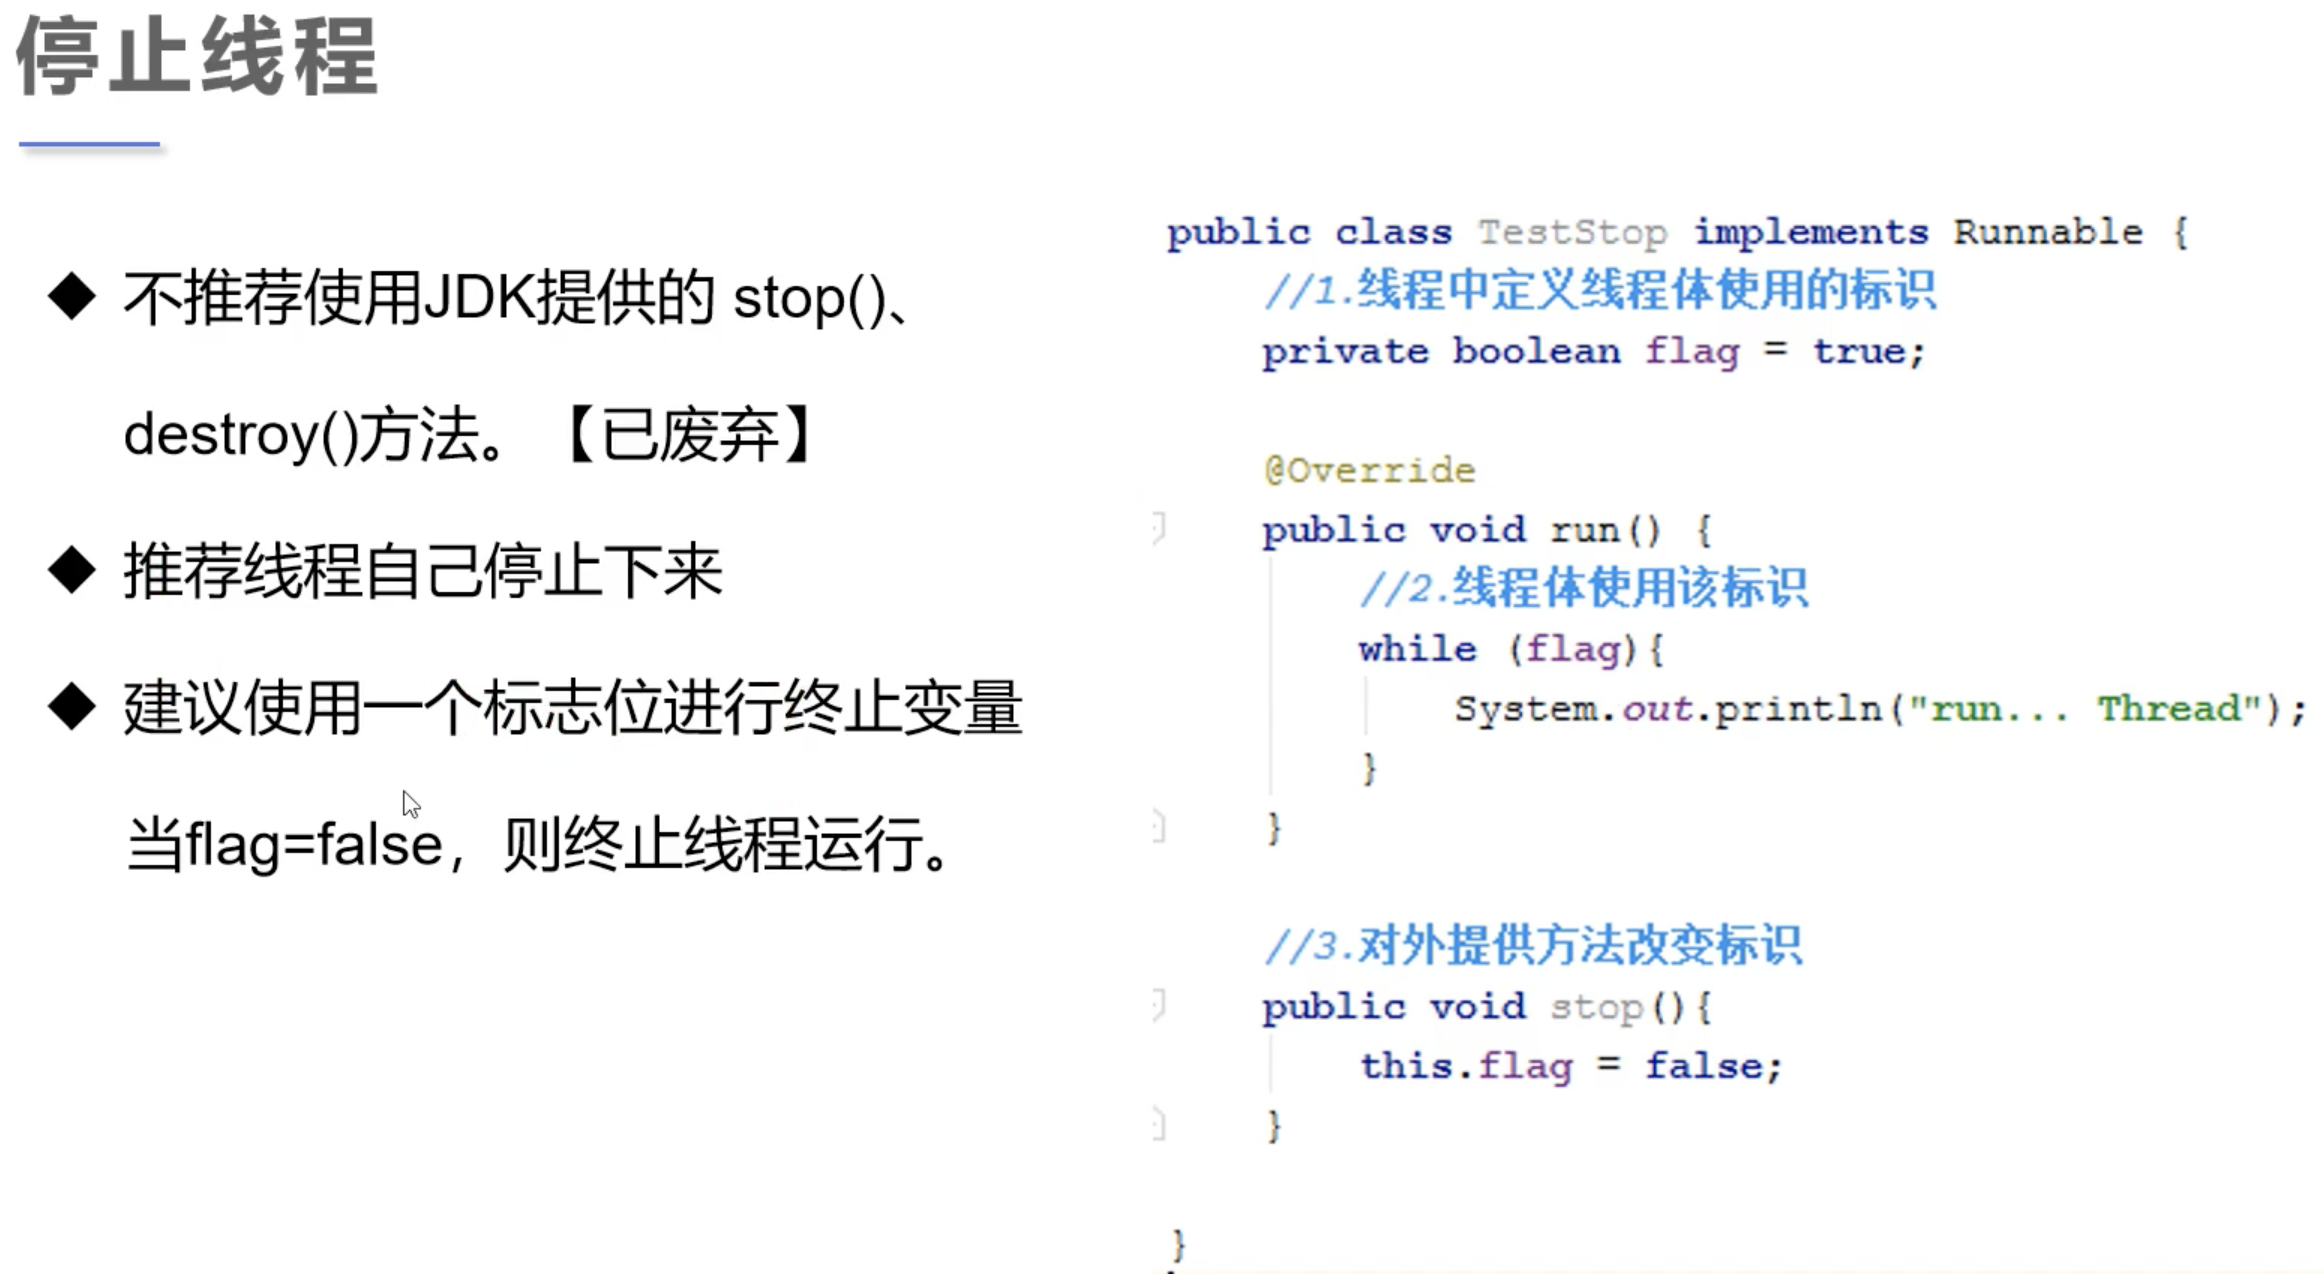 停止线程
◆ 不推荐使用JDK提供的 stop()、
destroy()方法。【已废弃】
◆ 推荐线程自己停止下来
◆ 建议使用一个标志位进行终止变量
当flag=false，则终止线程运行。
public class TestStop implements Runnable {
//1.线程中定义线程体使用的标识
private boolean flag = true;
@Override
public void run() {
//2.线程体使用该标识
while (flag){
System.out.println("run... Thread");
}
}
//3.对外提供方法改变标识
public void stop(){
this.flag = false;
}
}